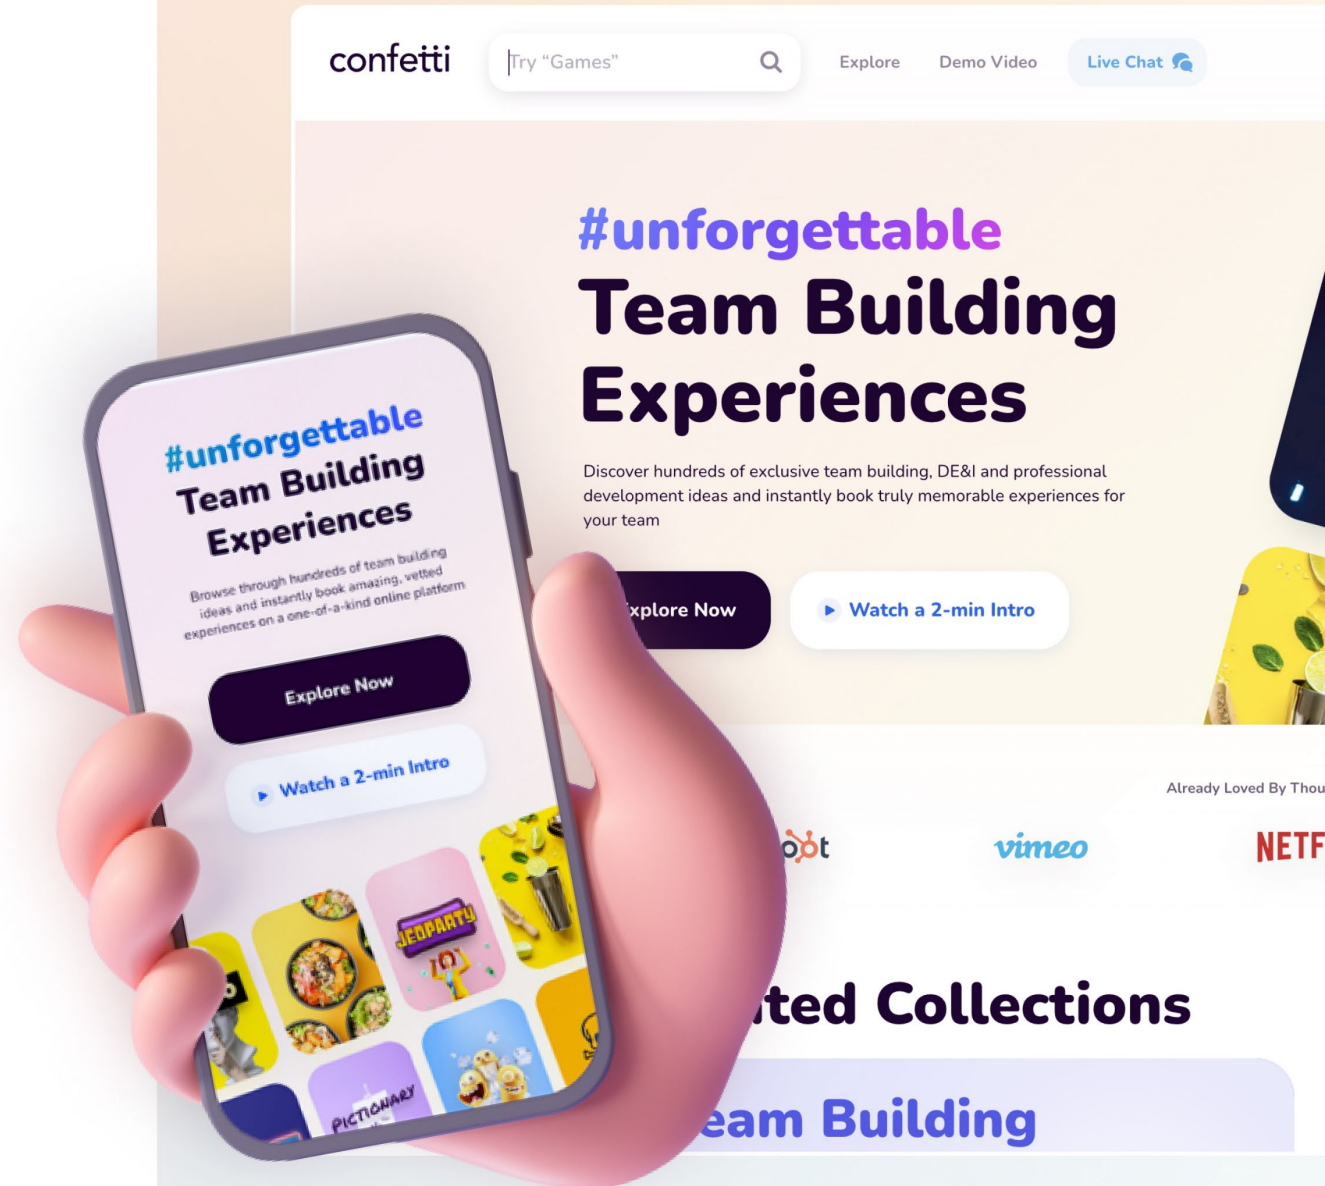 confetti
Try “Games”
Explore
Demo Video
Live Chat
#unforgettable
Team Building
Experiences
Discover hundreds of exclusive team building, DE&I and professional
development ideas and instantly book truly memorable experiences for
your team
xplore Now
Watch a 2-min Intro
Already Loved By Thou
vimeo
NETF
ted Collections
eam Building
#unforgettable
Team Building
Experiences
Browse through hundreds of team building
ideas and instantly book amazing, vetted
experiences on a one-of-a-kind online platform
Explore Now
Watch a 2-min Intro
JEOPARTY
PICTIONARY